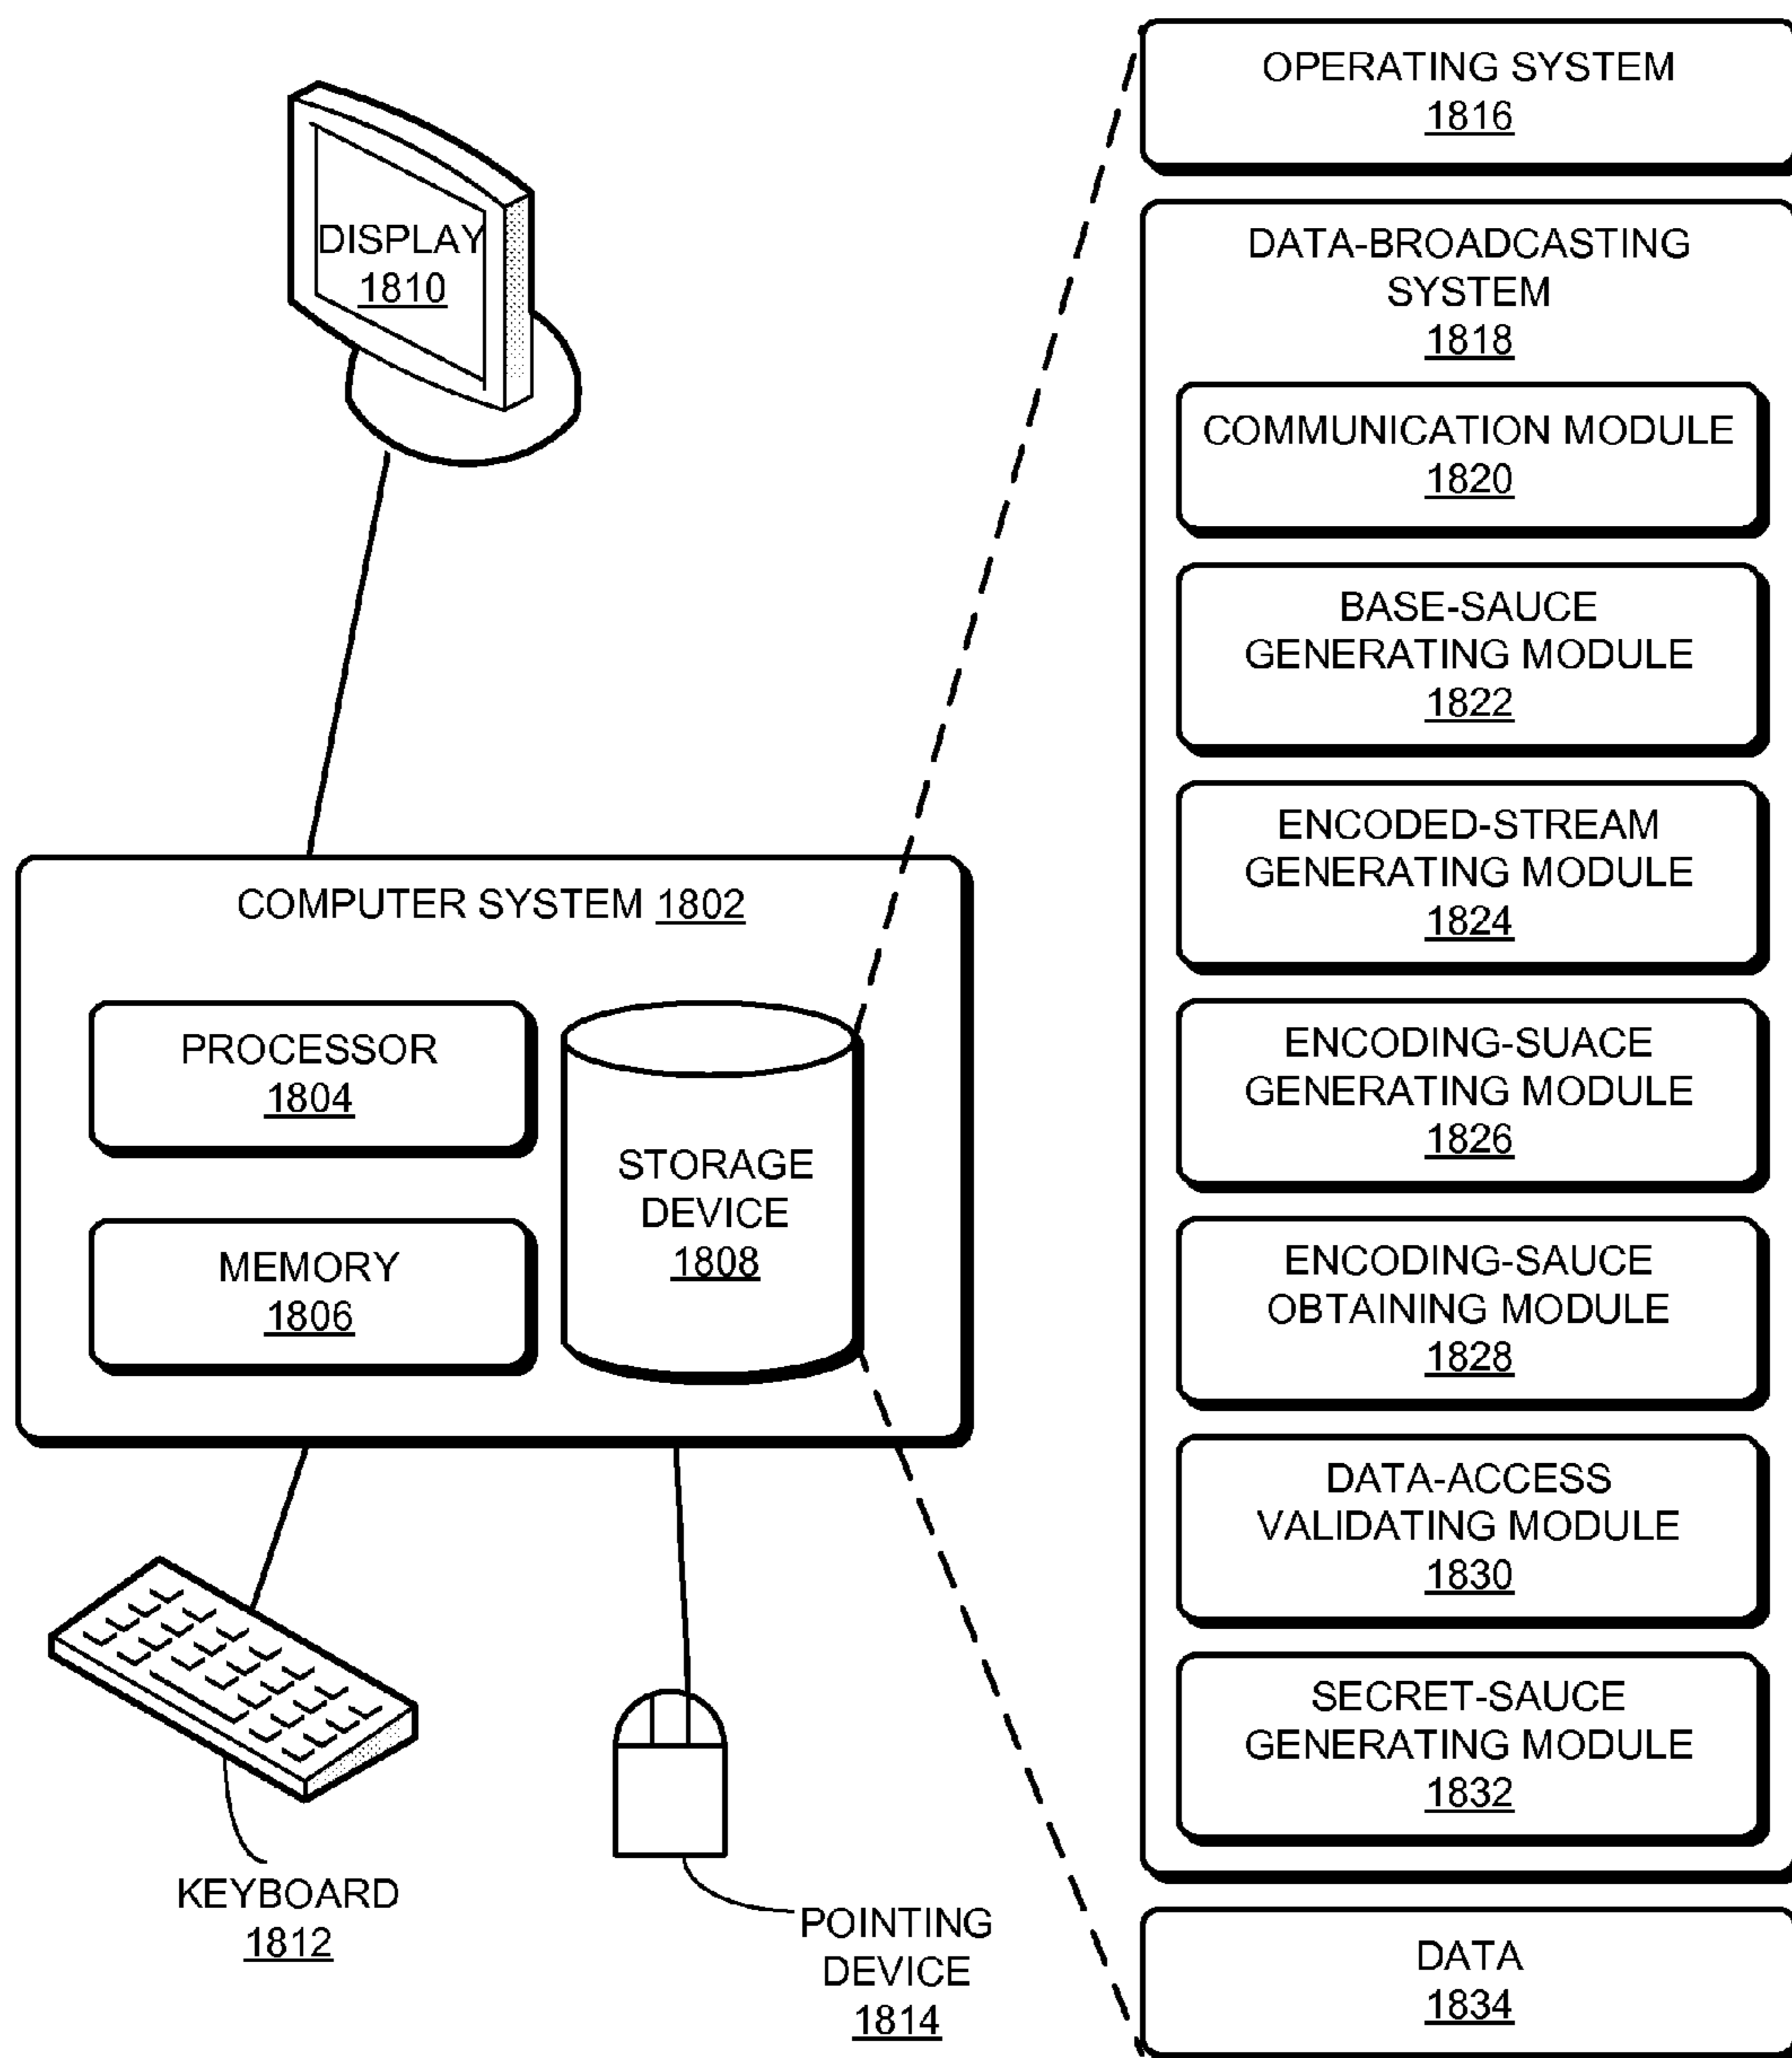 DISPLAY
1810
COMPUTER SYSTEM 1802
PROCESSOR
1804
MEMORY
1806
STORAGE
DEVICE
1808
KEYBOARD
1812
POINTING
DEVICE
1814
OPERATING SYSTEM
1816
DATA-BROADCASTING
SYSTEM
1818
COMMUNICATION MODULE
1820
BASE-SAUCE
GENERATING MODULE
1822
ENCODED-STREAM
GENERATING MODULE
1824
ENCODING-SUACE
GENERATING MODULE
1826
ENCODING-SAUCE
OBTAINING MODULE
1828
DATA-ACCESS
VALIDATING MODULE
1830
SECRET-SAUCE
GENERATING MODULE
1832
DATA
1834